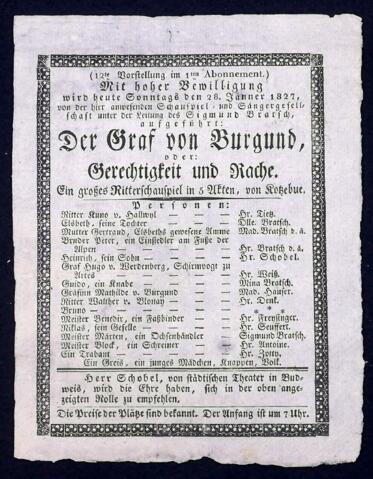 (12te Vorstellung im 1ten Abonnement.)
Mit hoher Bewilligung
wird heute Sonntags den 28. Jänner 1827,
von der hier anwesenden Schauspiel- und Sängergesell-
schaft unter der Leitung des Sigmund Bratsch,
aufgeführt:
Der Graf von Burgund,
oder:
Gerechtigkeit und Rache.
Ein großes Ritterschauspiel in 5 Akten, von Kotzebue.
Personen:
Ritter Kuno v. Hallwyl — — — Hr. Tietz.
Elsbeth, seine Tochter — — — Dlle. Bratsch.
Mutter Gertraud, Elsbeths gewesene Amme Mad. Bratsch d. ä.
Bruder Peter, ein Einsiedler am Fuße der
Alpen — — — — Hr. Bratsch d. ä.
Heinrich, sein Sohn — — — Hr. Schobel.
Graf Hugo v. Werdenberg, Schirmvogt zu
Arles — — — — Hr. Weiß.
Guido, ein Knabe — — — Mina Bratsch.
Gräfinn Mathilde v. Burgund — — Mad. Hauser.
Ritter Walther v. Blonay — — — Hr. Denk.
Bruno — — — — * * *
Meister Benedix, ein Faßbinder — — Hr. Freysinger.
Niklas, sein Geselle — — — Hr. Seuffert.
Meister Märten, ein Ochsenhändler — Sigmund Bratsch.
Meister Block, ein Schreiner — — Hr. Antoine.
Ein Trabant — — — — Hr. Zotty.
Ein Greis, ein junges Mädchen, Knappen, Volk.
Herr Schobel, vom städtischen Theater in Bud-
weis, wird die Ehre haben, sich in der oben ange-
zeigten Rolle zu empfehlen.
Die Preise der Plätze sind bekannt. Der Anfang ist um 7 Uhr.